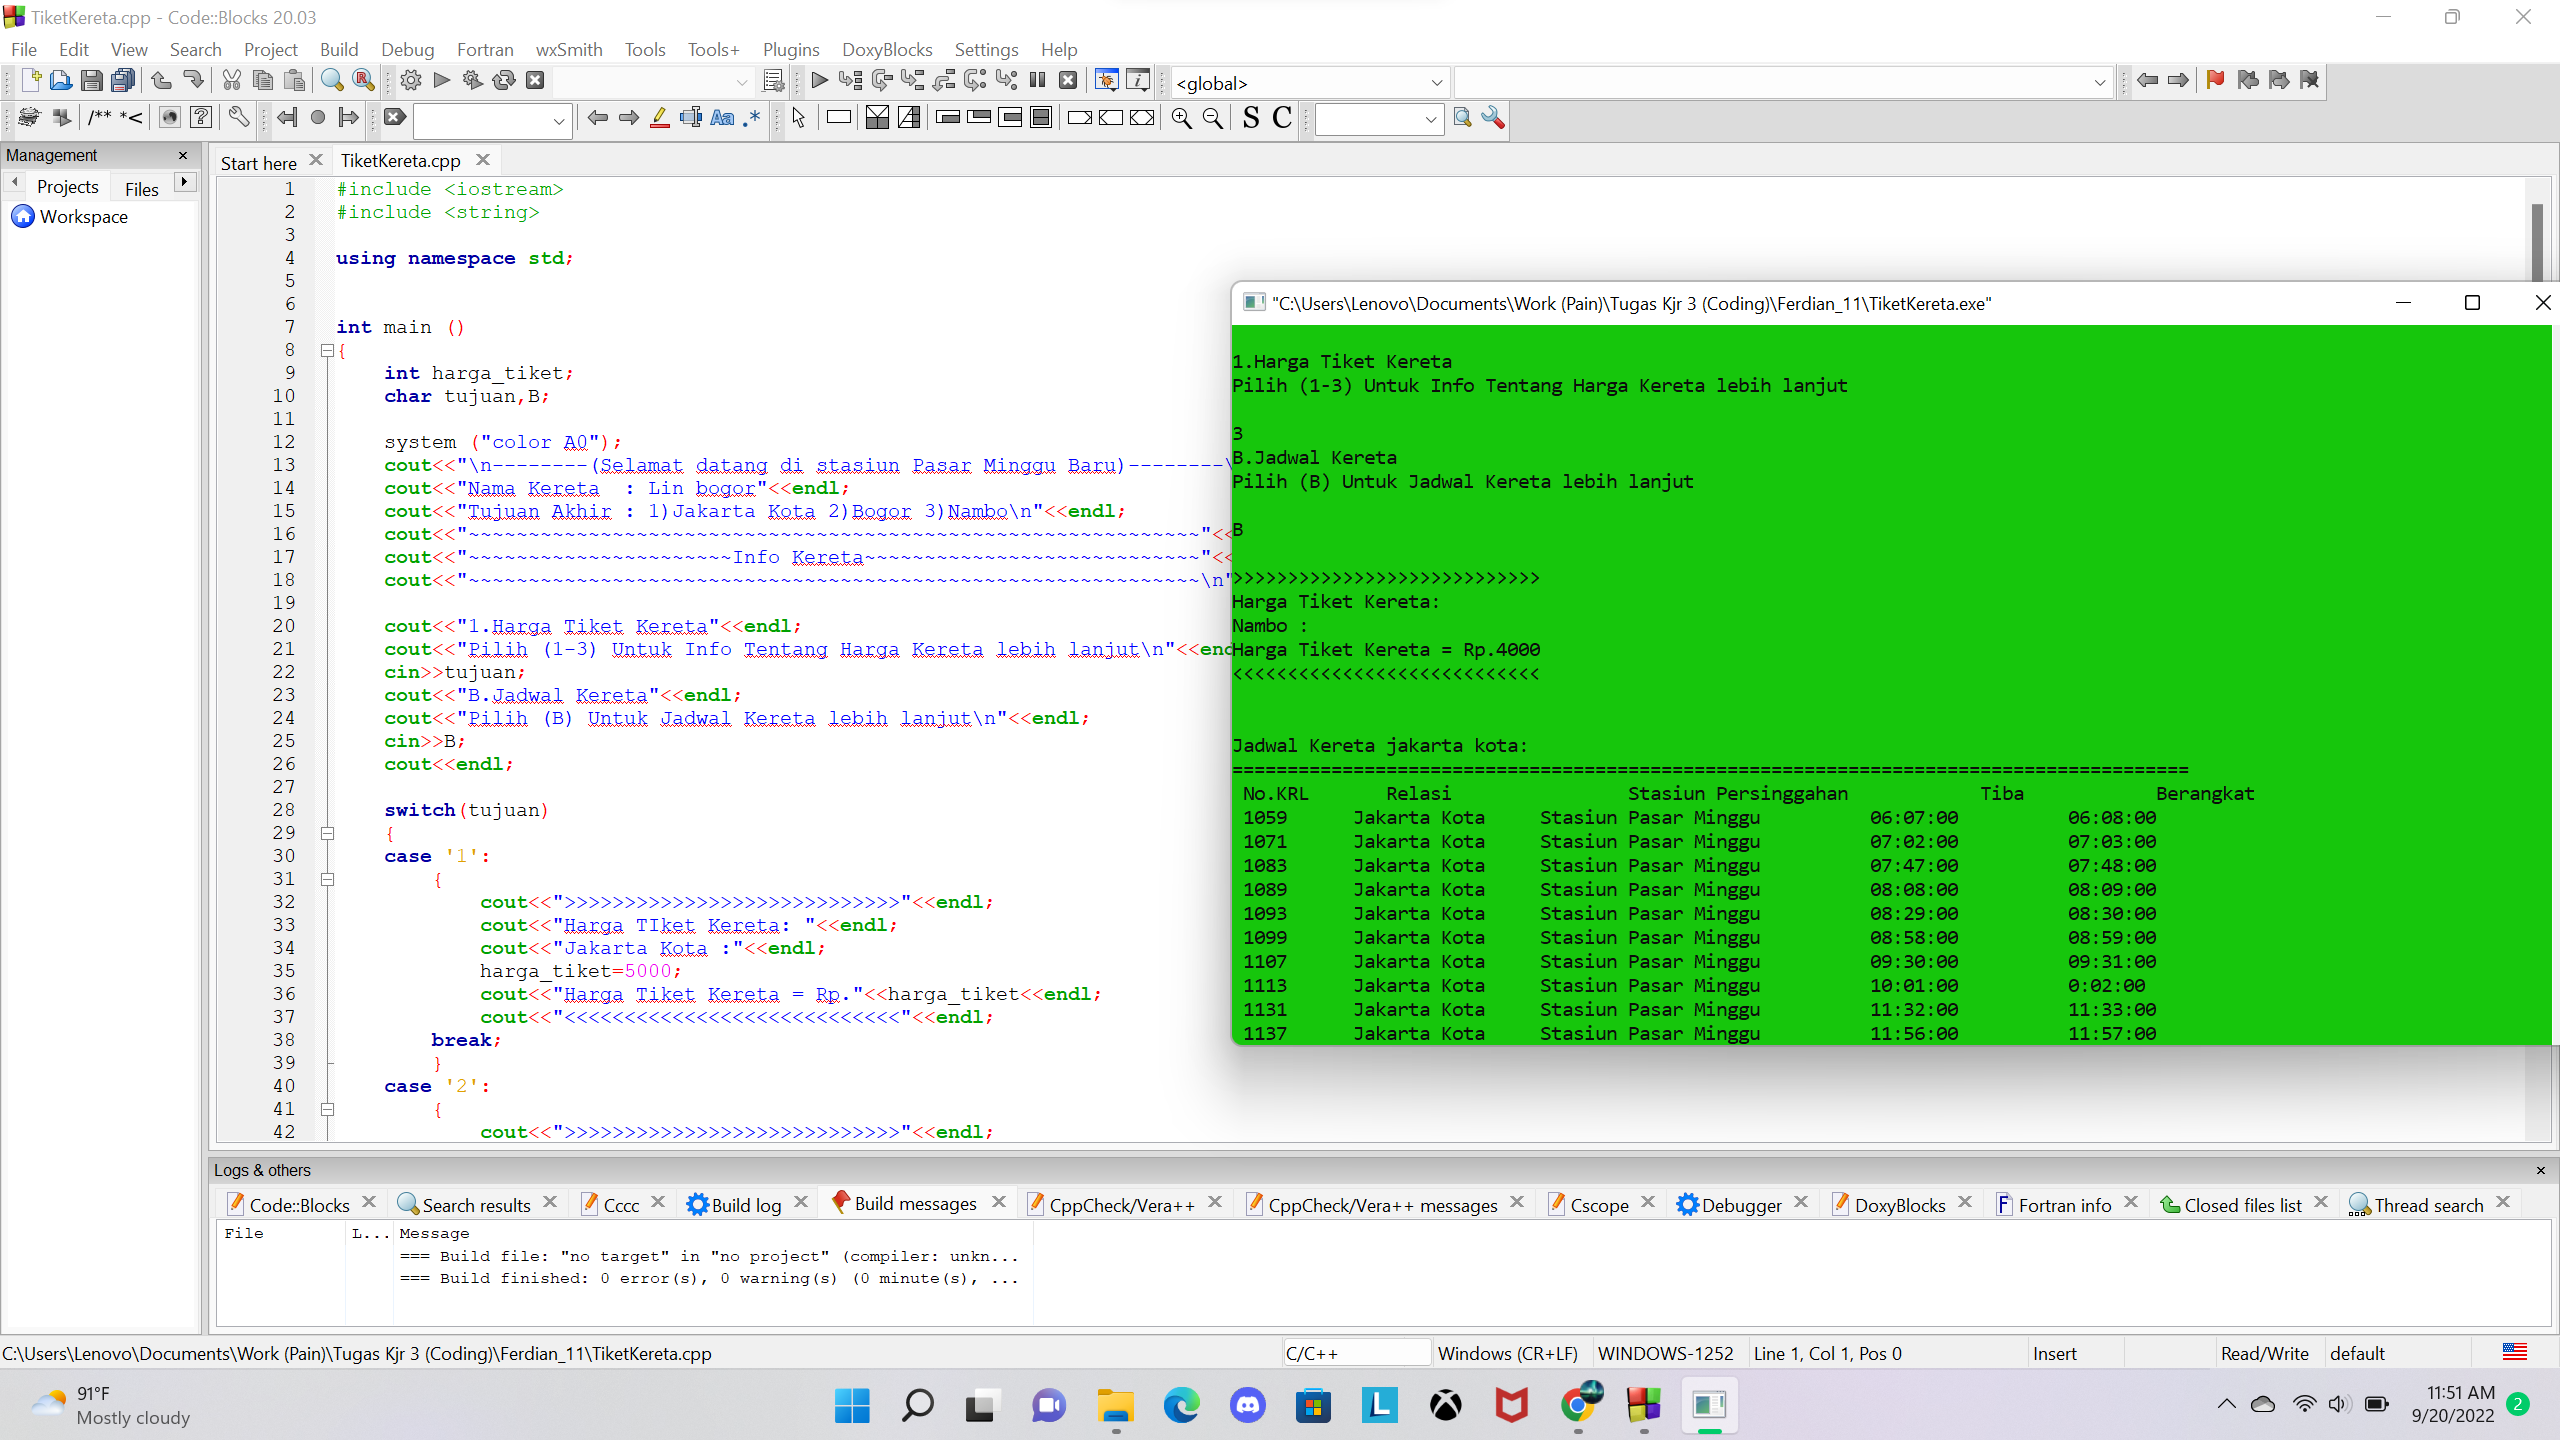 TiketKereta.cpp - Code::Blocks 20.03
File Edit View Search Project Build Debug Fortran wxSmith Tools Tools+ Plugins DoxyBlocks Settings Help
<global>
/** *<
Aa .* S C
Management
Projects Files
Workspace
Start here TiketKereta.cpp
1 #include <iostream>
2 #include <string>
3
4 using namespace std;
5
6
7 int main ()
8 {
9 int harga_tiket;
10 char tujuan,B;
11
12 system ("color A0");
13 cout<<"\n--------(Selamat datang di stasiun Pasar Minggu Baru)--------\
14 cout<<"Nama Kereta  : Lin bogor"<<endl;
15 cout<<"Tujuan Akhir : 1)Jakarta Kota 2)Bogor 3)Nambo\n"<<endl;
16 cout<<"~~~~~~~~~~~~~~~~~~~~~~~~~~~~~~~~~~~~~~~~~~~~~~~~~~~~~~~~~~~~~"<<
17 cout<<"~~~~~~~~~~~~~~~~~~~~~~Info Kereta~~~~~~~~~~~~~~~~~~~~~~~~~~~~"<<
18 cout<<"~~~~~~~~~~~~~~~~~~~~~~~~~~~~~~~~~~~~~~~~~~~~~~~~~~~~~~~~~~~~~\n"
19
20 cout<<"1.Harga Tiket Kereta"<<endl;
21 cout<<"Pilih (1-3) Untuk Info Tentang Harga Kereta lebih lanjut\n"<<end
22 cin>>tujuan;
23 cout<<"B.Jadwal Kereta"<<endl;
24 cout<<"Pilih (B) Untuk Jadwal Kereta lebih lanjut\n"<<endl;
25 cin>>B;
26 cout<<endl;
27
28 switch(tujuan)
29 {
30 case '1':
31 {
32 cout<<">>>>>>>>>>>>>>>>>>>>>>>>>>>>"<<endl;
33 cout<<"Harga TIket Kereta: "<<endl;
34 cout<<"Jakarta Kota :"<<endl;
35 harga_tiket=5000;
36 cout<<"Harga Tiket Kereta = Rp."<<harga_tiket<<endl;
37 cout<<"<<<<<<<<<<<<<<<<<<<<<<<<<<<<"<<endl;
38 break;
39 }
40 case '2':
41 {
42 cout<<">>>>>>>>>>>>>>>>>>>>>>>>>>>>"<<endl;
"C:\Users\Lenovo\Documents\Work (Pain)\Tugas Kjr 3 (Coding)\Ferdian_11\TiketKereta.exe"
1.Harga Tiket Kereta
Pilih (1-3) Untuk Info Tentang Harga Kereta lebih lanjut
3
B.Jadwal Kereta
Pilih (B) Untuk Jadwal Kereta lebih lanjut
B
>>>>>>>>>>>>>>>>>>>>>>>>>>>>
Harga Tiket Kereta:
Nambo :
Harga Tiket Kereta = Rp.4000
<<<<<<<<<<<<<<<<<<<<<<<<<<<<
Jadwal Kereta jakarta kota:
=======================================================================================
No.KRL Relasi Stasiun Persinggahan Tiba Berangkat
1059 Jakarta Kota Stasiun Pasar Minggu 06:07:00 06:08:00
1071 Jakarta Kota Stasiun Pasar Minggu 07:02:00 07:03:00
1083 Jakarta Kota Stasiun Pasar Minggu 07:47:00 07:48:00
1089 Jakarta Kota Stasiun Pasar Minggu 08:08:00 08:09:00
1093 Jakarta Kota Stasiun Pasar Minggu 08:29:00 08:30:00
1099 Jakarta Kota Stasiun Pasar Minggu 08:58:00 08:59:00
1107 Jakarta Kota Stasiun Pasar Minggu 09:30:00 09:31:00
1113 Jakarta Kota Stasiun Pasar Minggu 10:01:00 0:02:00
1131 Jakarta Kota Stasiun Pasar Minggu 11:32:00 11:33:00
1137 Jakarta Kota Stasiun Pasar Minggu 11:56:00 11:57:00
Logs & others
Code::Blocks Search results Cccc Build log Build messages CppCheck/Vera++ CppCheck/Vera++ messages Cscope Debugger DoxyBlocks Fortran info Closed files list Thread search
File L... Message
=== Build file: "no target" in "no project" (compiler: unkn...
=== Build finished: 0 error(s), 0 warning(s) (0 minute(s), ...
C:\Users\Lenovo\Documents\Work (Pain)\Tugas Kjr 3 (Coding)\Ferdian_11\TiketKereta.cpp C/C++ Windows (CR+LF) WINDOWS-1252 Line 1, Col 1, Pos 0 Insert Read/Write default
91°F
Mostly cloudy
11:51 AM
9/20/2022
2